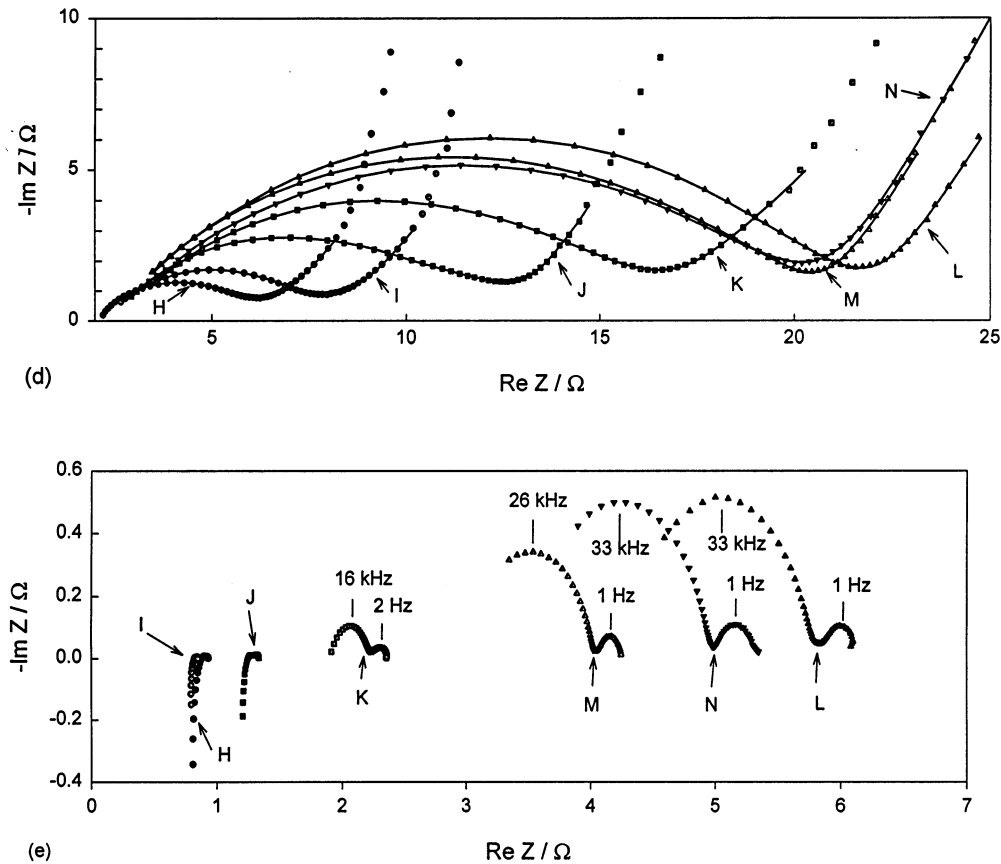 10
5
0
-Im Z / Ω
H
I
J
K
M
L
N
5
10
15
20
25
(d)
Re Z / Ω
0.6
0.4
0.2
0.0
-0.2
-0.4
-Im Z / Ω
I
H
J
16 kHz
2 Hz
K
26 kHz
1 Hz
M
33 kHz
1 Hz
N
33 kHz
1 Hz
L
0
1
2
3
4
5
6
7
(e)
Re Z / Ω